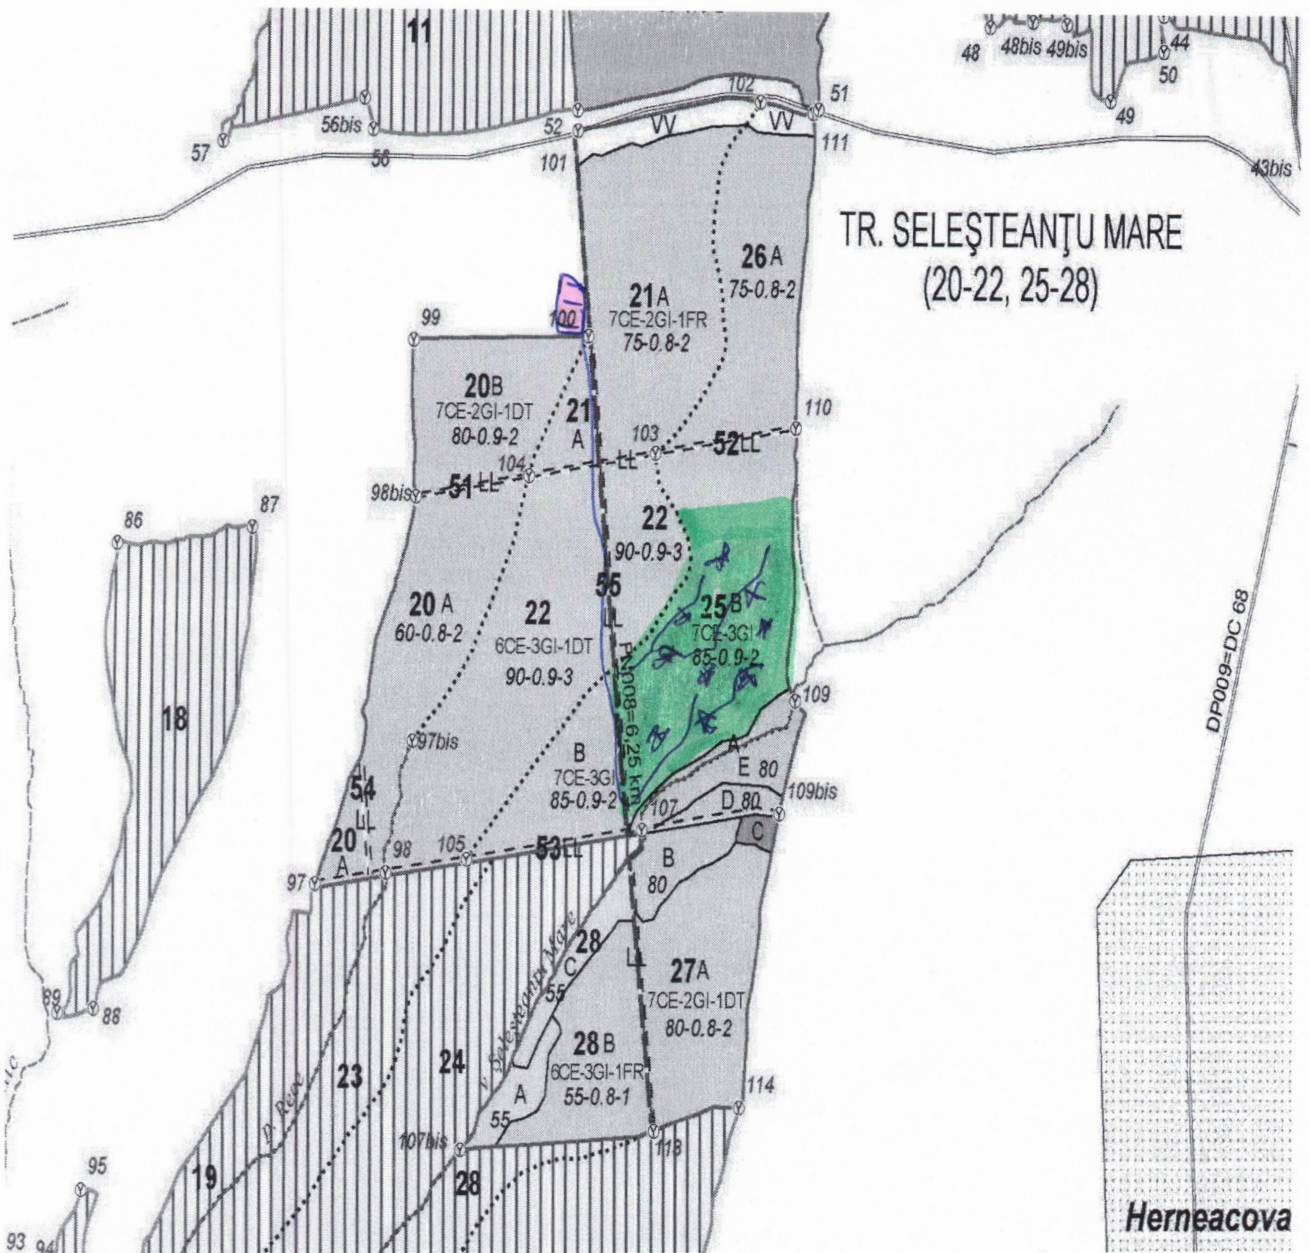 11
102
51
48
48bis
49bis
44
50
49
57
56bis
56
52
VV
VV
111
101
43bis
TR. SELEŞTEANŢU MARE
(20-22, 25-28)
26 A
75-0.8-2
21 A
7CE-2GI-1FR
75-0.8-2
99
100
20 B
7CE-2GI-1DT
80-0.9-2
21
A
110
103
52 LL
LL
104
51 LL
98bis
86
87
22
90-0.9-3
55
LL
20 A
60-0.8-2
22
6CE-3GI-1DT
90-0.9-3
25 B
7CE-3GI
85-0.9-2
DP009=DC 68
PN008=6,25 km
109
18
97bis
B
7CE-3GI
85-0.9-2
A
E 80
D 80
109bis
107
C
54
LL
20
A
98
105
53 LL
97
B
80
v. Selesteanţu Mare
28
C
55
LL
27 A
7CE-2GI-1DT
80-0.8-2
89
88
23
24
28 B
6CE-3GI-1FR
55-0.8-1
A
55
114
p. Rece
107bis
113
95
19
28
93
94
Herneacova